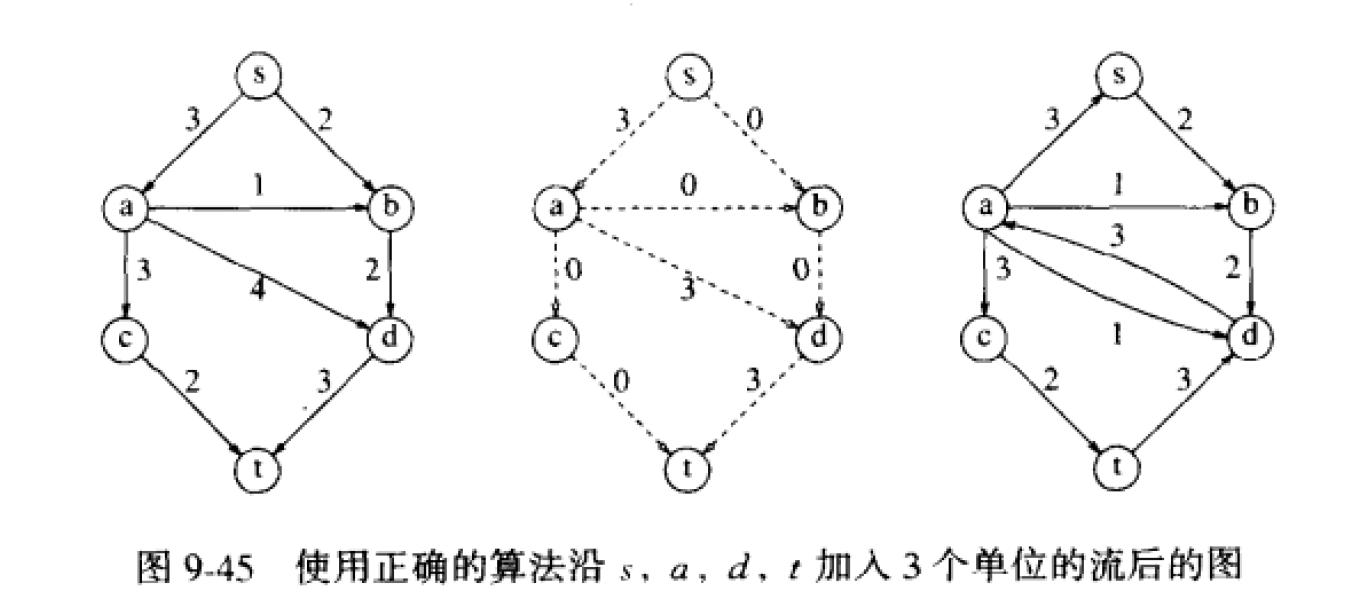 s s s
3 2 3 0 3 2
1 0 1
a b a b a b
3
3 4 2 0 3 0 3 2
c d c d c d
1
2 3 0 3 2 3
t t t
图 9-45 使用正确的算法沿 s, a, d, t 加入 3 个单位的流后的图